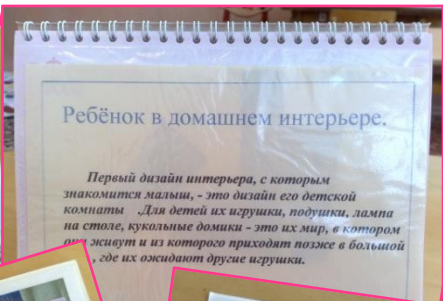 Ребёнок в домашнем интерьере.
Первый дизайн интерьера, с которым
знакомится малыш, - это дизайн его детской
комнаты .Для детей их игрушки, подушки, лампа
на столе, кукольные домики - это их мир, в котором
они живут и из которого приходят позже в большой
, где их ожидают другие игрушки.